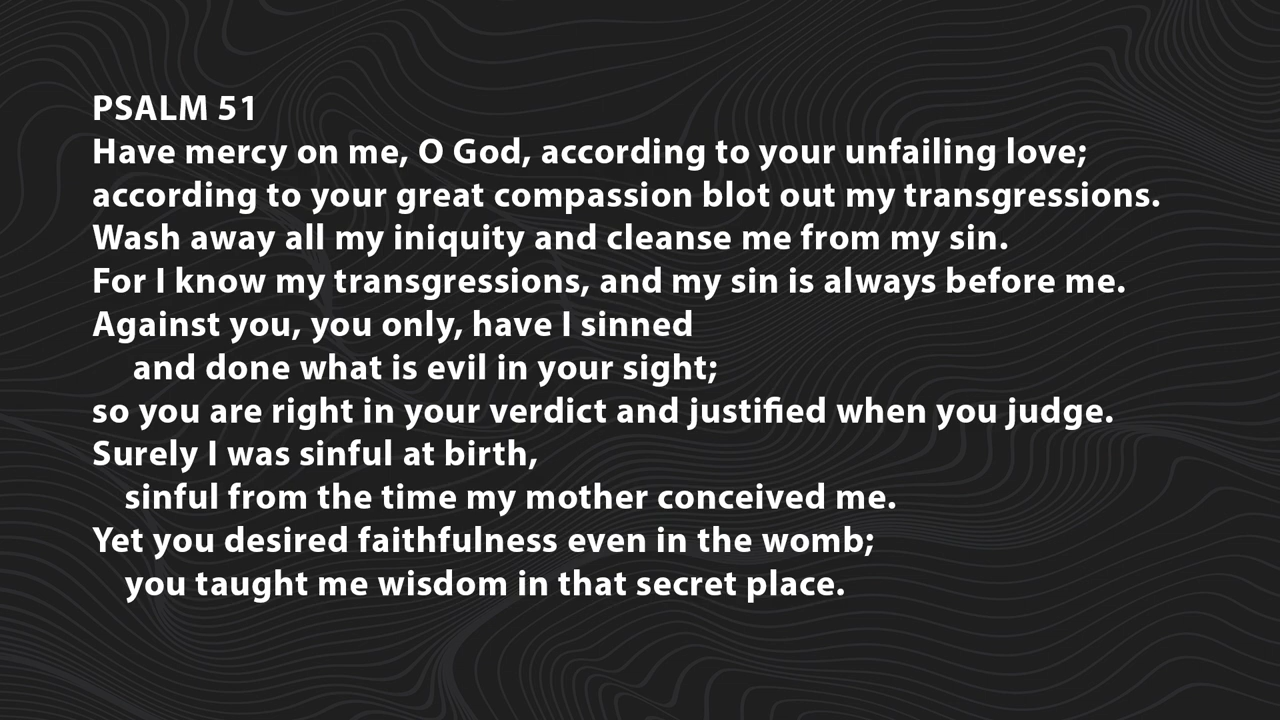 PSALM 51
Have mercy on me, O God, according to your unfailing love;
according to your great compassion blot out my transgressions.
Wash away all my iniquity and cleanse me from my sin.
For I know my transgressions, and my sin is always before me.
Against you, you only, have I sinned
and done what is evil in your sight;
so you are right in your verdict and justified when you judge.
Surely I was sinful at birth,
sinful from the time my mother conceived me.
Yet you desired faithfulness even in the womb;
you taught me wisdom in that secret place.